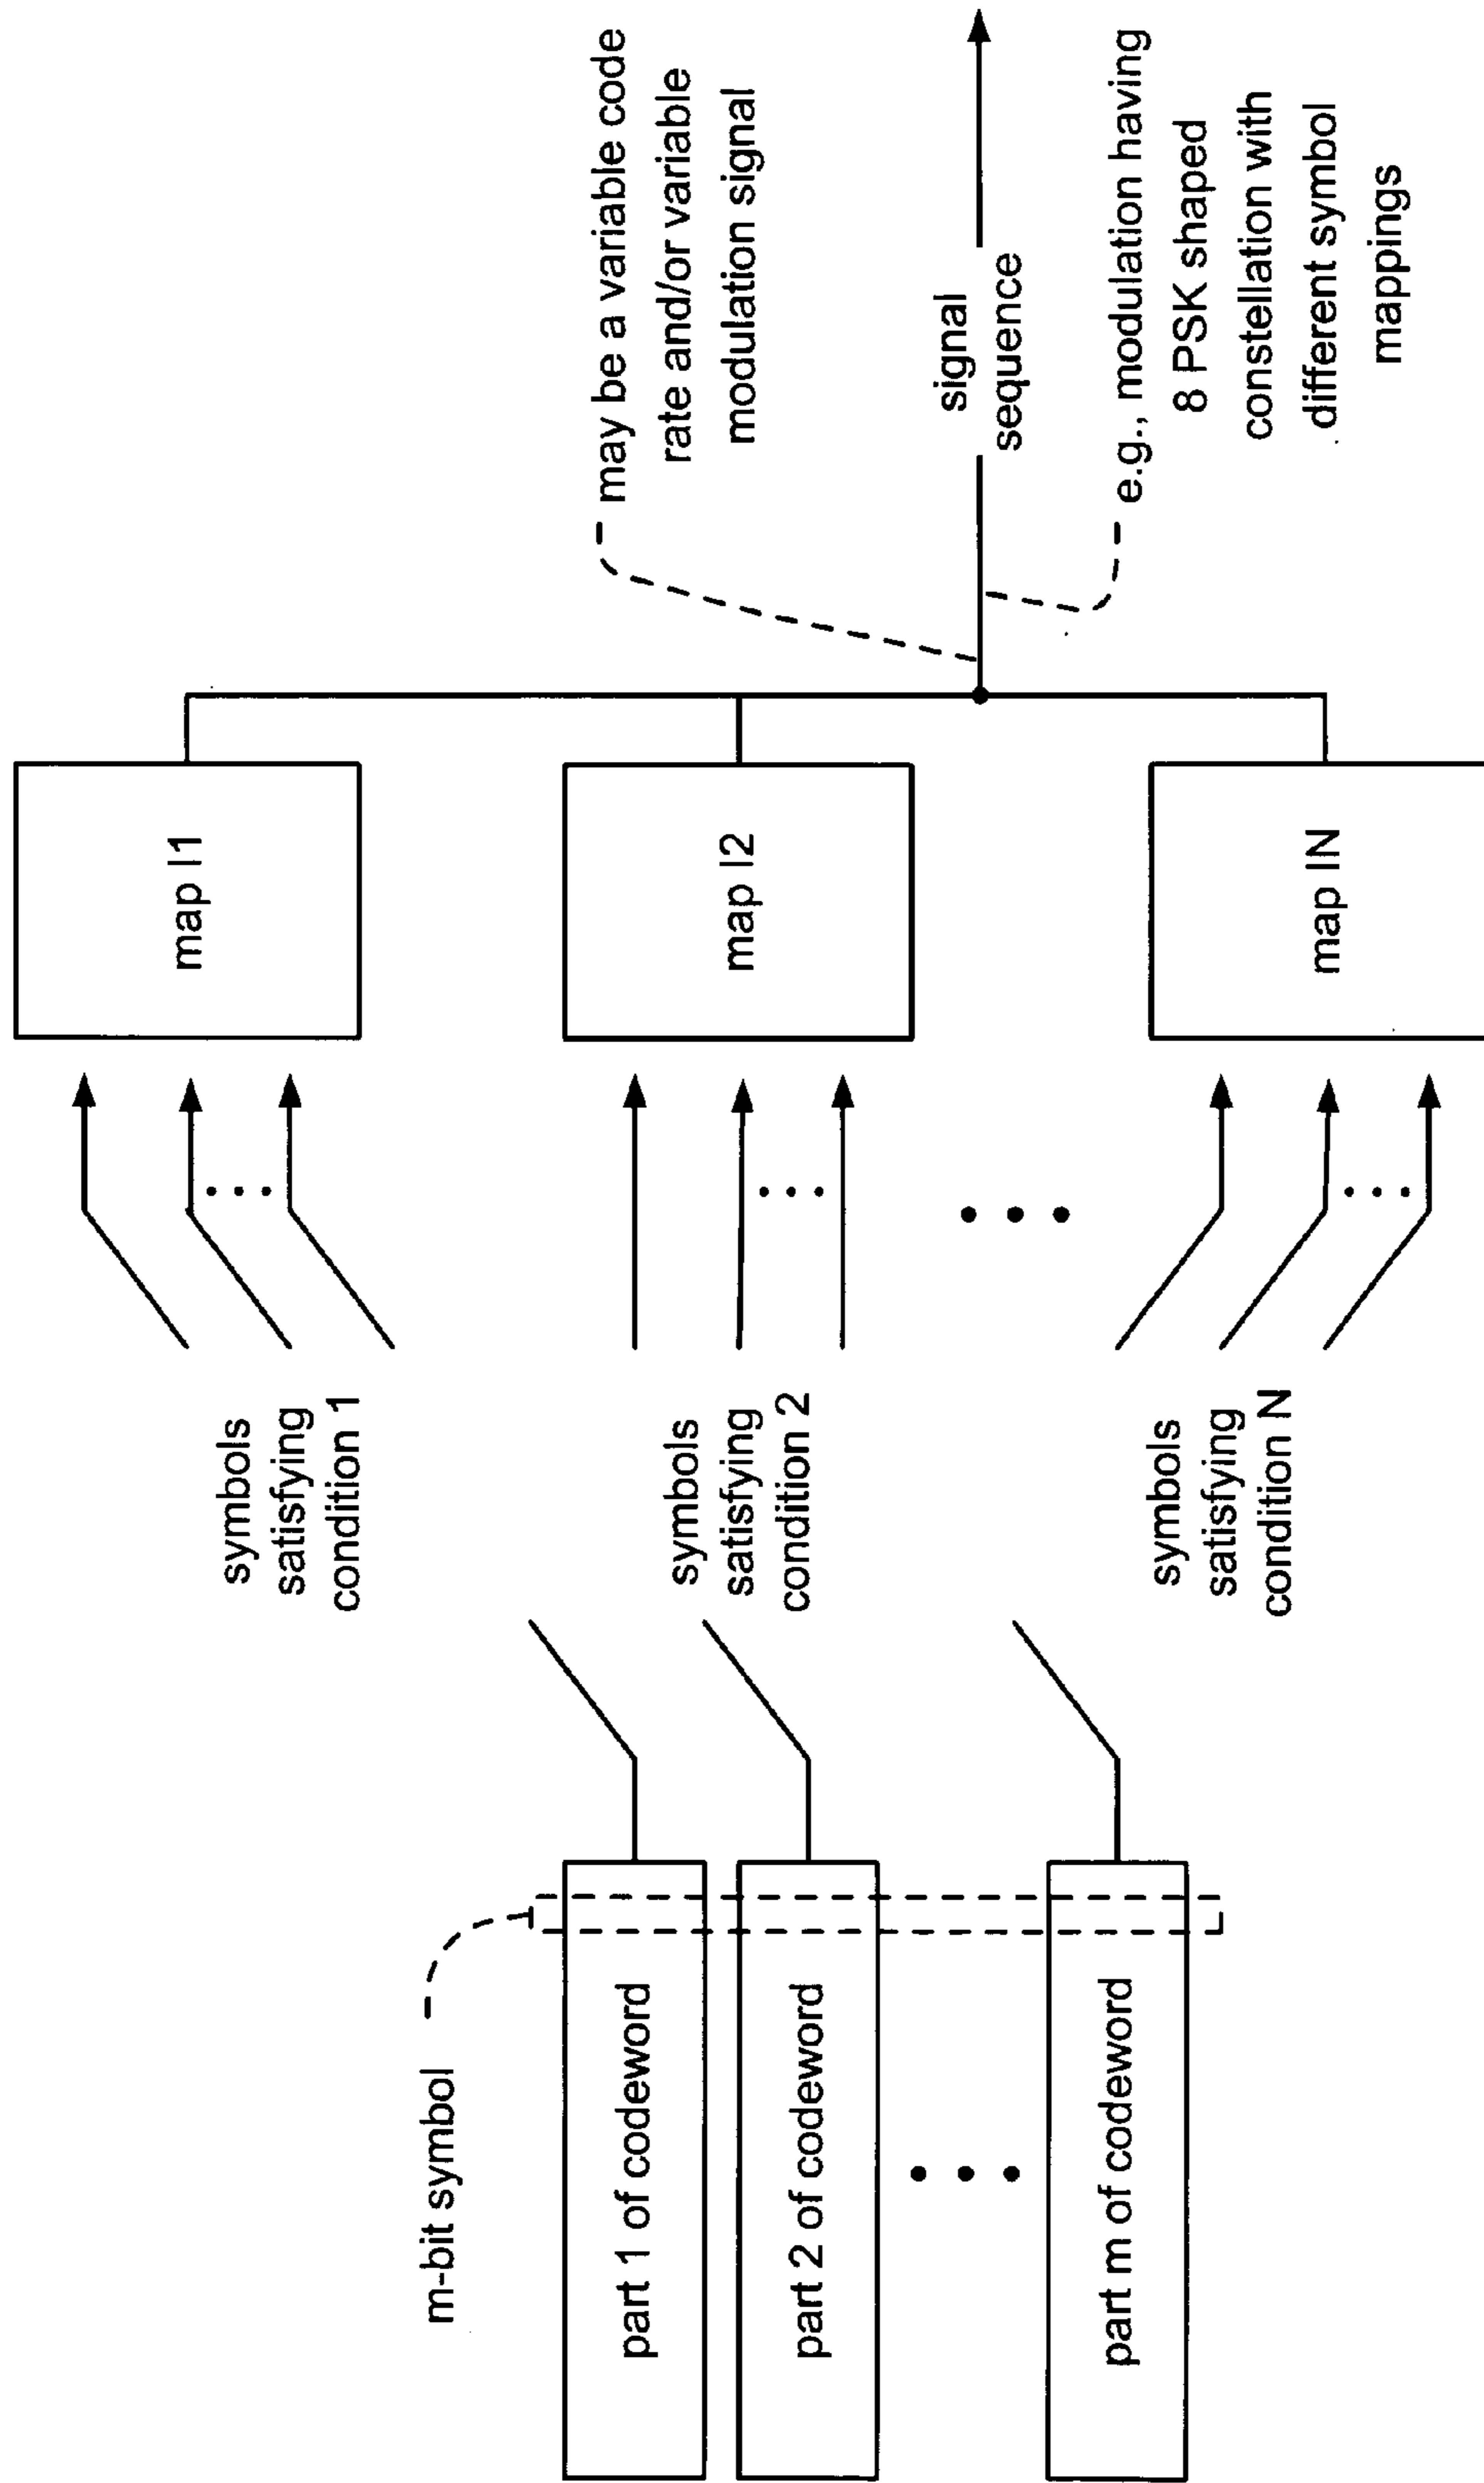 m-bit symbol
part 1 of codeword
part 2 of codeword
part m of codeword
symbols
satisfying
condition 1
symbols
satisfying
condition 2
symbols
satisfying
condition N
map I1
map I2
map IN
may be a variable code
rate and/or variable
modulation signal
signal
sequence
e.g., modulation having
8 PSK shaped
constellation with
different symbol
mappings